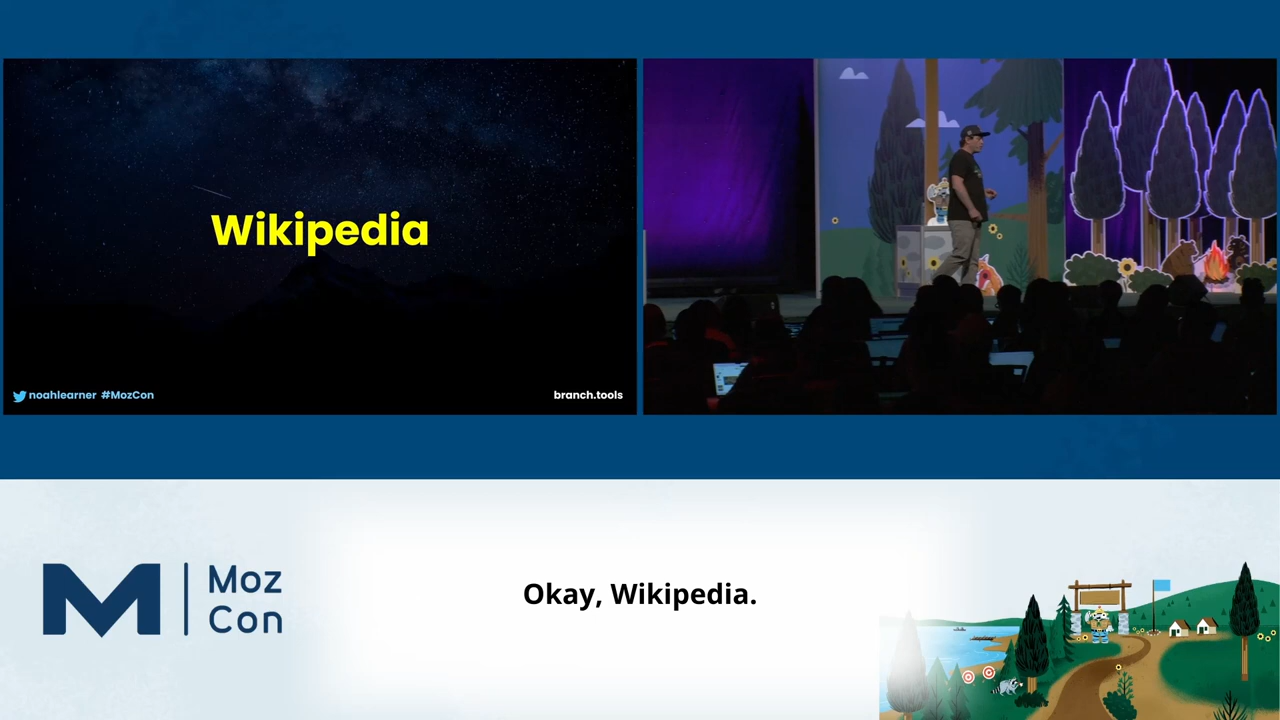 Wikipedia
noahlearner #MozCon
branch.tools
Okay, Wikipedia.
Moz
Con